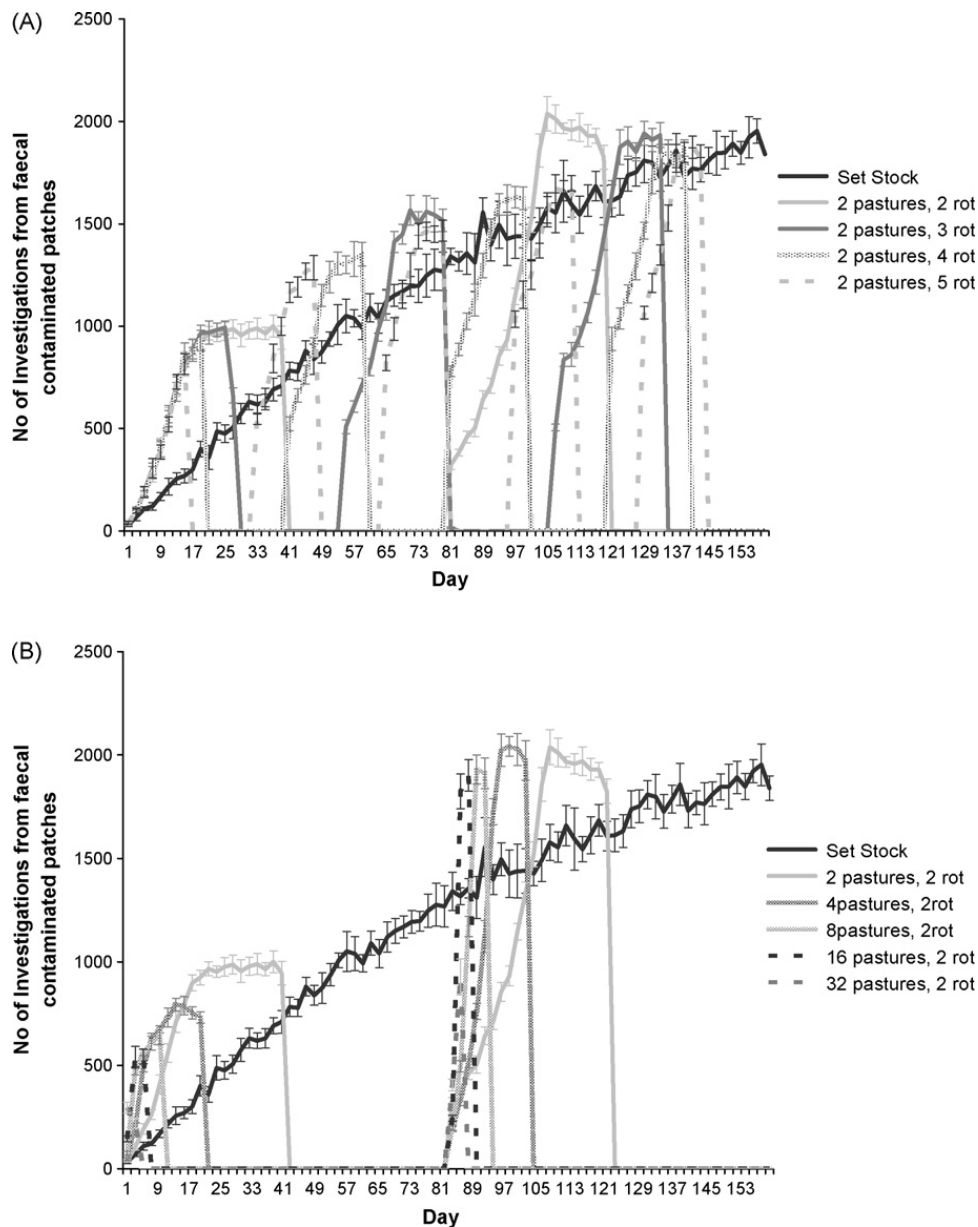 (A)
No of Investigations from faecal
contaminated patches
2500
2000
1500
1000
500
0
1 9 17 25 33 41 49 57 65 73 81 89 97 105 113 121 129 137 145 153
Day
Set Stock
2 pastures, 2 rot
2 pastures, 3 rot
2 pastures, 4 rot
2 pastures, 5 rot
(B)
No of Investigations from faecal
contaminated patches
2500
2000
1500
1000
500
0
1 9 17 25 33 41 49 57 65 73 81 89 97 105 113 121 129 137 145 153
Day
Set Stock
2 pastures, 2 rot
4pastures, 2rot
8pastures, 2rot
16 pastures, 2 rot
32 pastures, 2 rot